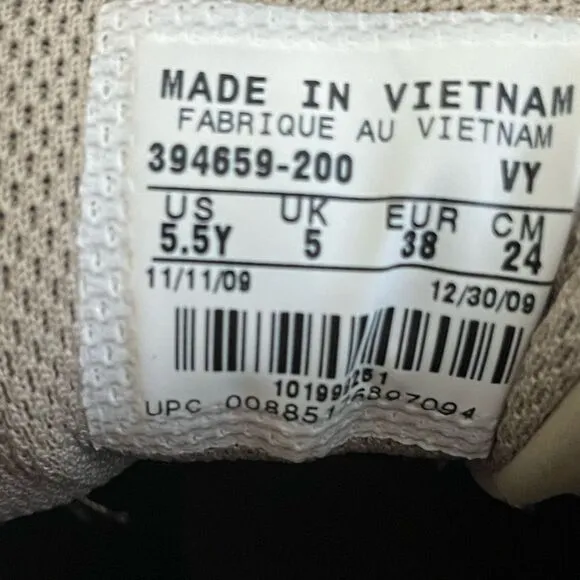 MADE IN VIETNAM
FABRIQUE AU VIETNAM
394659-200 VY
US UK EUR CM
5.5Y 5 38 24
11/11/09 12/30/09
UPC